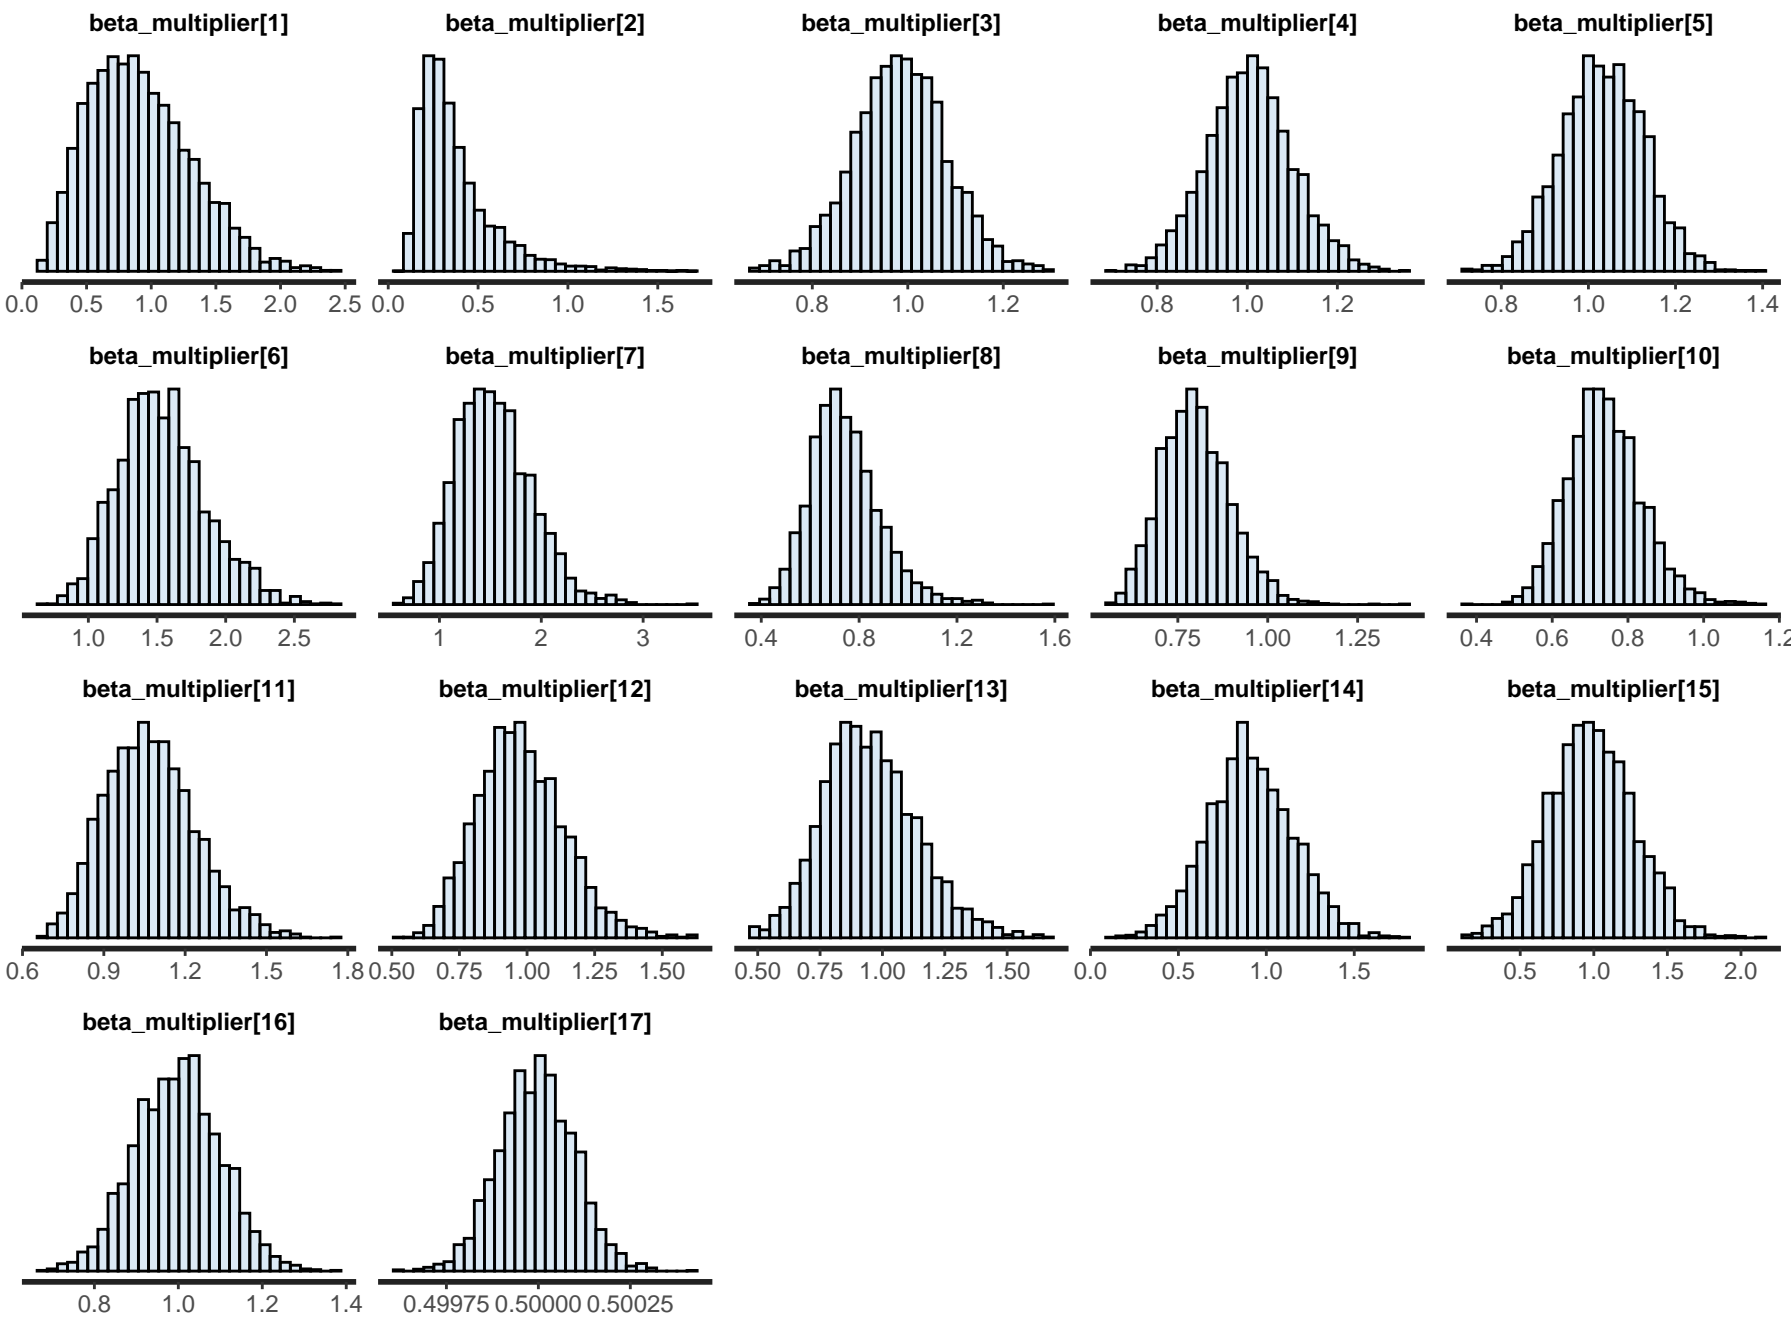 beta_multiplier[1] beta_multiplier[2] beta_multiplier[3] beta_multiplier[4] beta_multiplier[5]
0.0 0.5 1.0 1.5 2.0 2.5 0.0 0.5 1.0 1.5 0.8 1.0 1.2 0.8 1.0 1.2 0.8 1.0 1.2 1.4
beta_multiplier[6] beta_multiplier[7] beta_multiplier[8] beta_multiplier[9] beta_multiplier[10]
1.0 1.5 2.0 2.5 1 2 3 0.4 0.8 1.2 1.6 0.75 1.00 1.25 0.4 0.6 0.8 1.0 1.2
beta_multiplier[11] beta_multiplier[12] beta_multiplier[13] beta_multiplier[14] beta_multiplier[15]
0.6 0.9 1.2 1.5 1.8 0.50 0.75 1.00 1.25 1.50 0.50 0.75 1.00 1.25 1.50 0.0 0.5 1.0 1.5 0.5 1.0 1.5 2.0
beta_multiplier[16] beta_multiplier[17]
0.8 1.0 1.2 1.4 0.49975 0.50000 0.50025